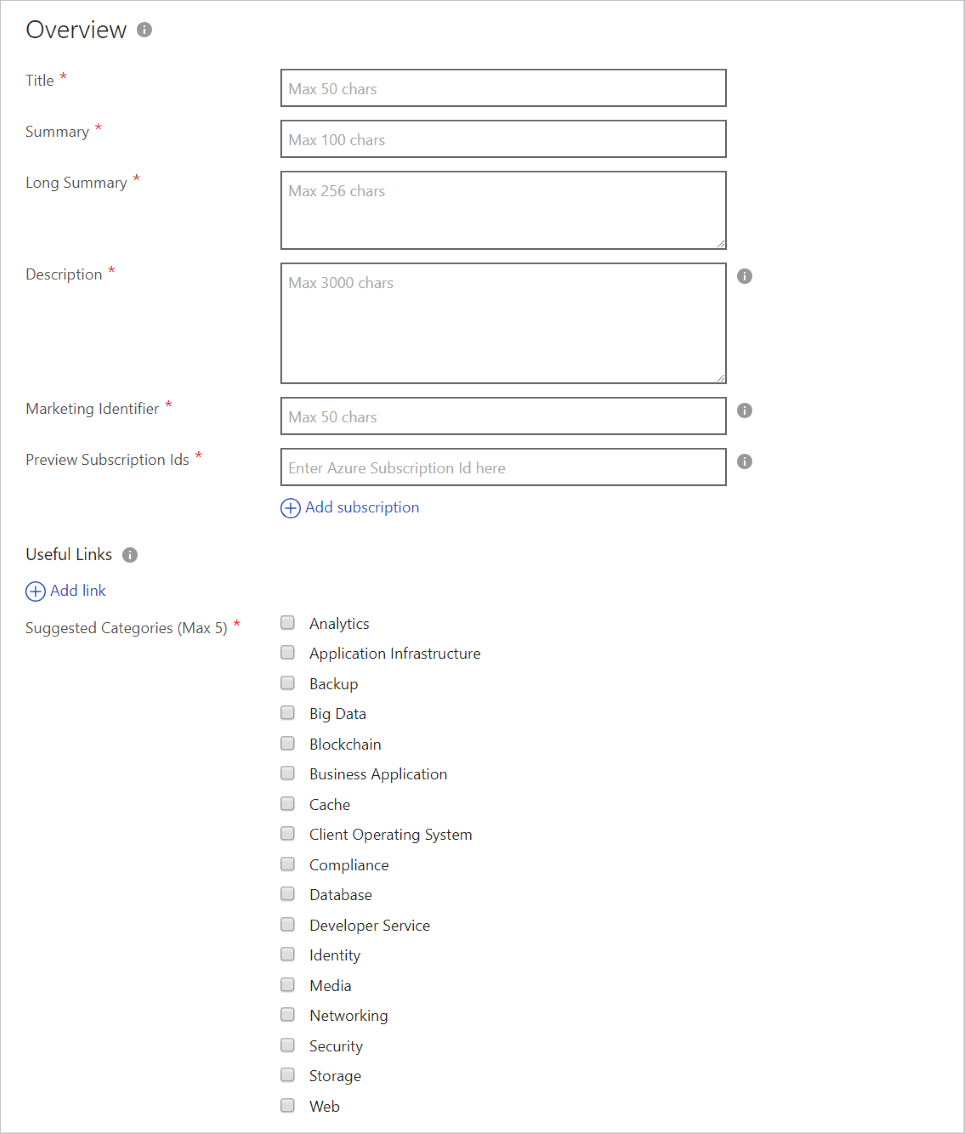 Overview
Title *
Max 50 chars
Summary *
Max 100 chars
Long Summary *
Max 256 chars
Description *
Max 3000 chars
Marketing Identifier *
Max 50 chars
Preview Subscription Ids *
Enter Azure Subscription Id here
Add subscription
Useful Links
Add link
Suggested Categories (Max 5) *
Analytics
Application Infrastructure
Backup
Big Data
Blockchain
Business Application
Cache
Client Operating System
Compliance
Database
Developer Service
Identity
Media
Networking
Security
Storage
Web